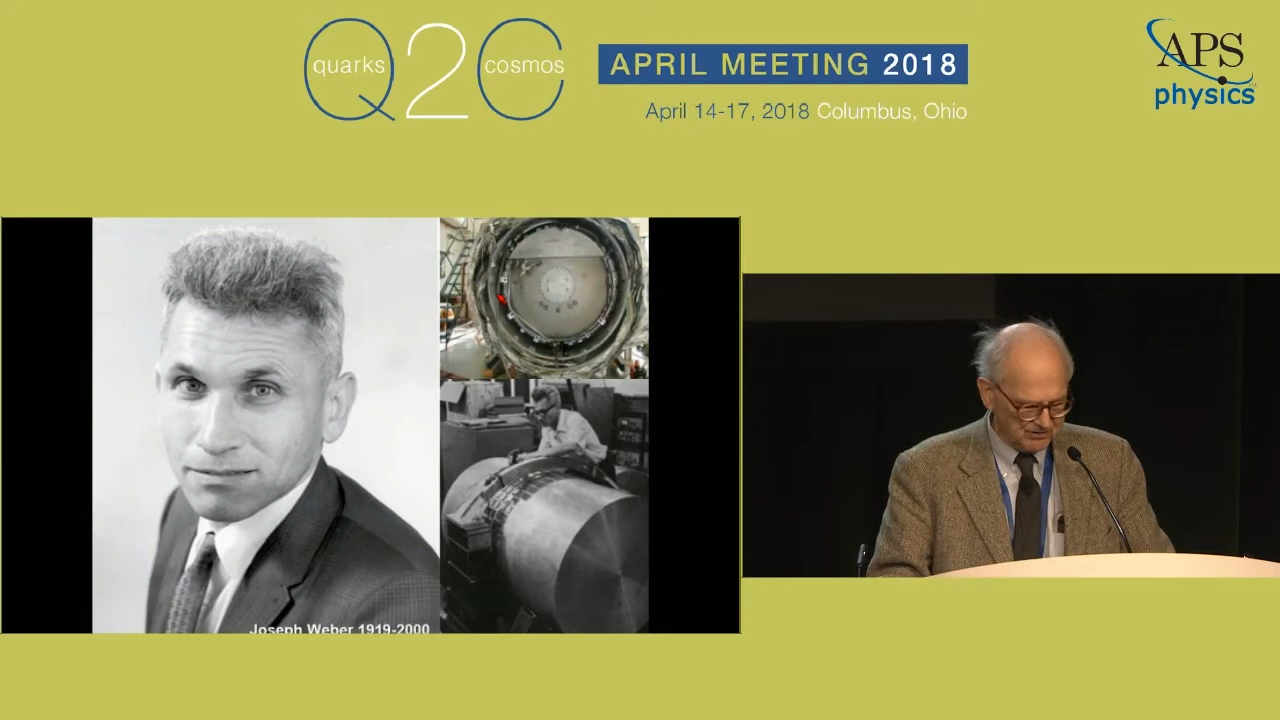 quarks
Q2C
cosmos
APRIL MEETING 2018
April 14-17, 2018 Columbus, Ohio
APS
physics
Joseph Weber 1919-2000